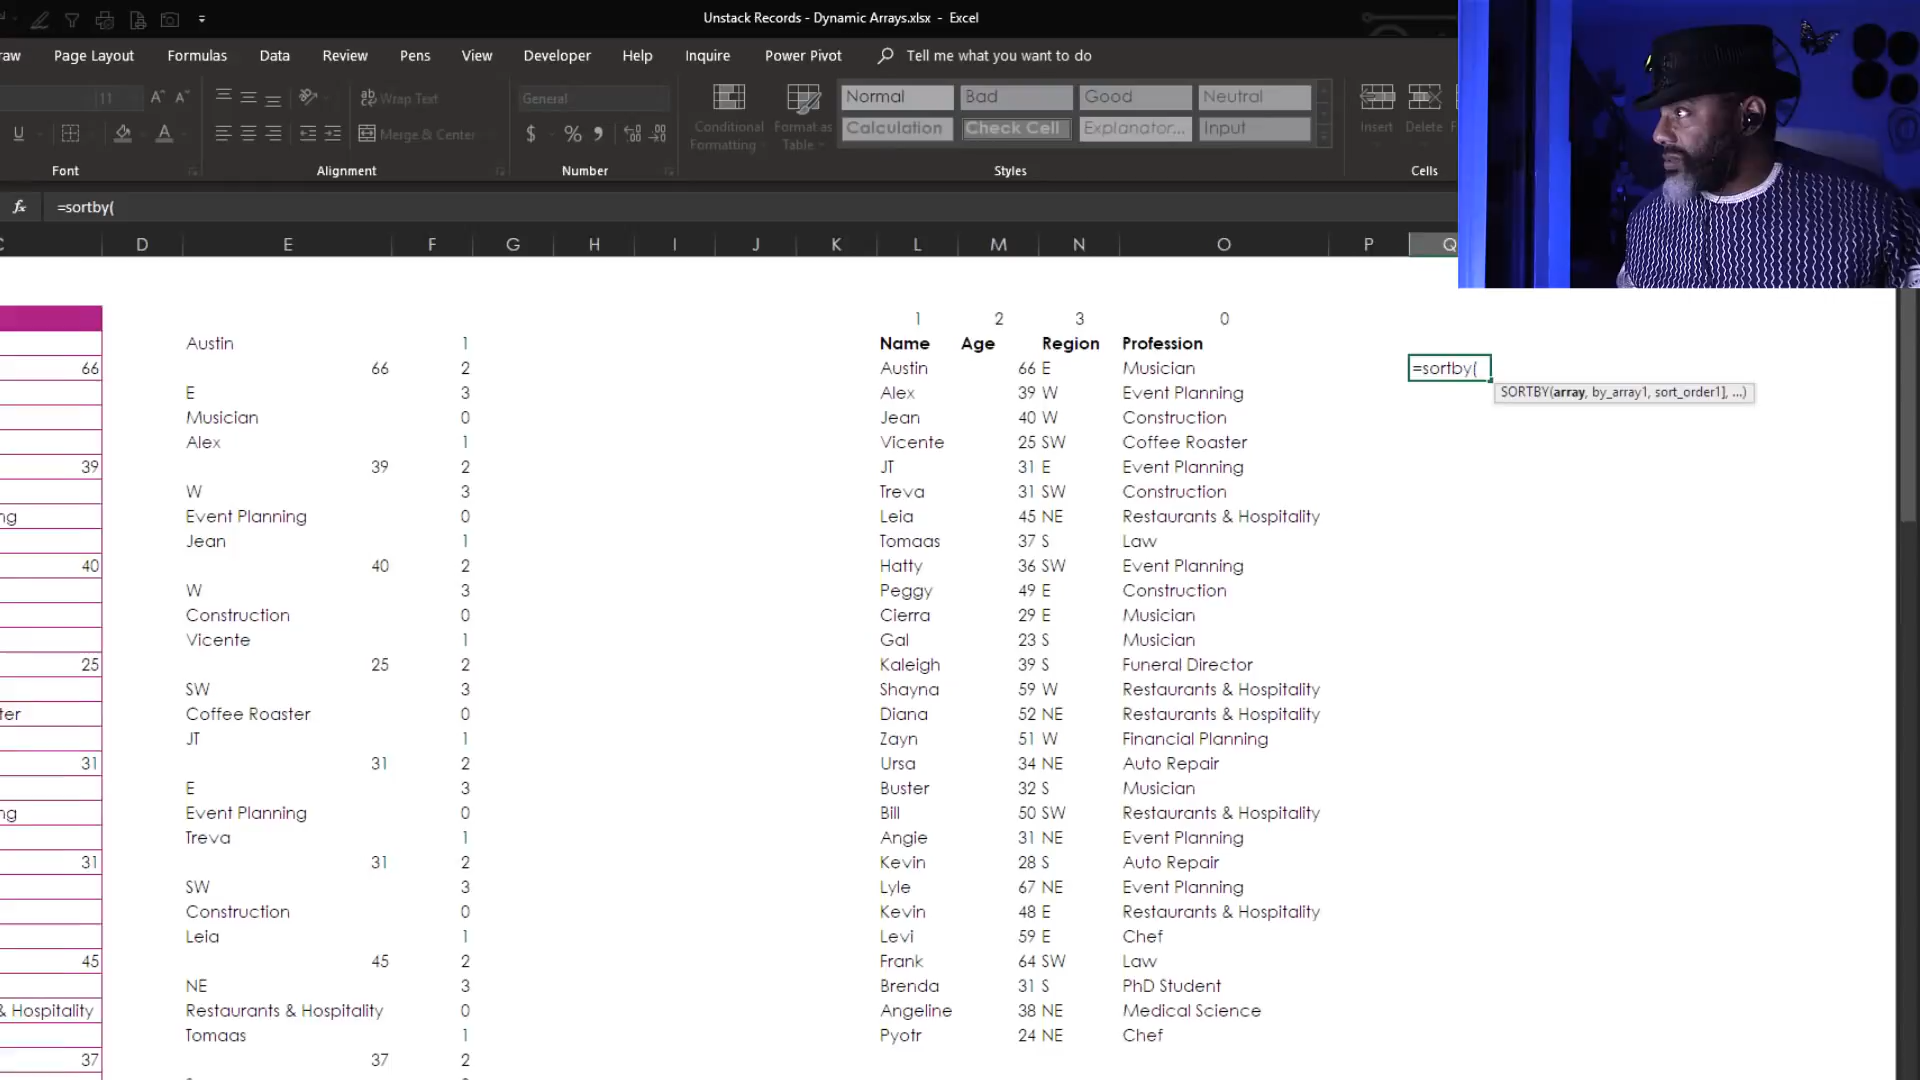 Unstack Records - Dynamic Arrays.xlsx - Excel
raw Page Layout Formulas Data Review Pens View Developer Help Inquire Power Pivot Tell me what you want to do
11 Wrap Text General Normal Bad Good Neutral
U Merge & Center $ % Conditional Formatting Format as Table Calculation Check Cell Explanator... Input Insert Delete F
Font Alignment Number Styles Cells
fx =sortby(
C D E F G H I J K L M N O P Q
1 2 3 0
Austin 1 Name Age Region Profession
66 66 2 Austin 66 E Musician =sortby(
E 3 Alex 39 W Event Planning SORTBY(array, by_array1, sort_order1], ...)
Musician 0 Jean 40 W Construction
Alex 1 Vicente 25 SW Coffee Roaster
39 39 2 JT 31 E Event Planning
W 3 Treva 31 SW Construction
ng Event Planning 0 Leia 45 NE Restaurants & Hospitality
Jean 1 Tomaas 37 S Law
40 40 2 Hatty 36 SW Event Planning
W 3 Peggy 49 E Construction
Construction 0 Cierra 29 E Musician
Vicente 1 Gal 23 S Musician
25 25 2 Kaleigh 39 S Funeral Director
SW 3 Shayna 59 W Restaurants & Hospitality
ter Coffee Roaster 0 Diana 52 NE Restaurants & Hospitality
JT 1 Zayn 51 W Financial Planning
31 31 2 Ursa 34 NE Auto Repair
E 3 Buster 32 S Musician
ng Event Planning 0 Bill 50 SW Restaurants & Hospitality
Treva 1 Angie 31 NE Event Planning
31 31 2 Kevin 28 S Auto Repair
SW 3 Lyle 67 NE Event Planning
Construction 0 Kevin 48 E Restaurants & Hospitality
Leia 1 Levi 59 E Chef
45 45 2 Frank 64 SW Law
NE 3 Brenda 31 S PhD Student
& Hospitality Restaurants & Hospitality 0 Angeline 38 NE Medical Science
Tomaas 1 Pyotr 24 NE Chef
37 37 2